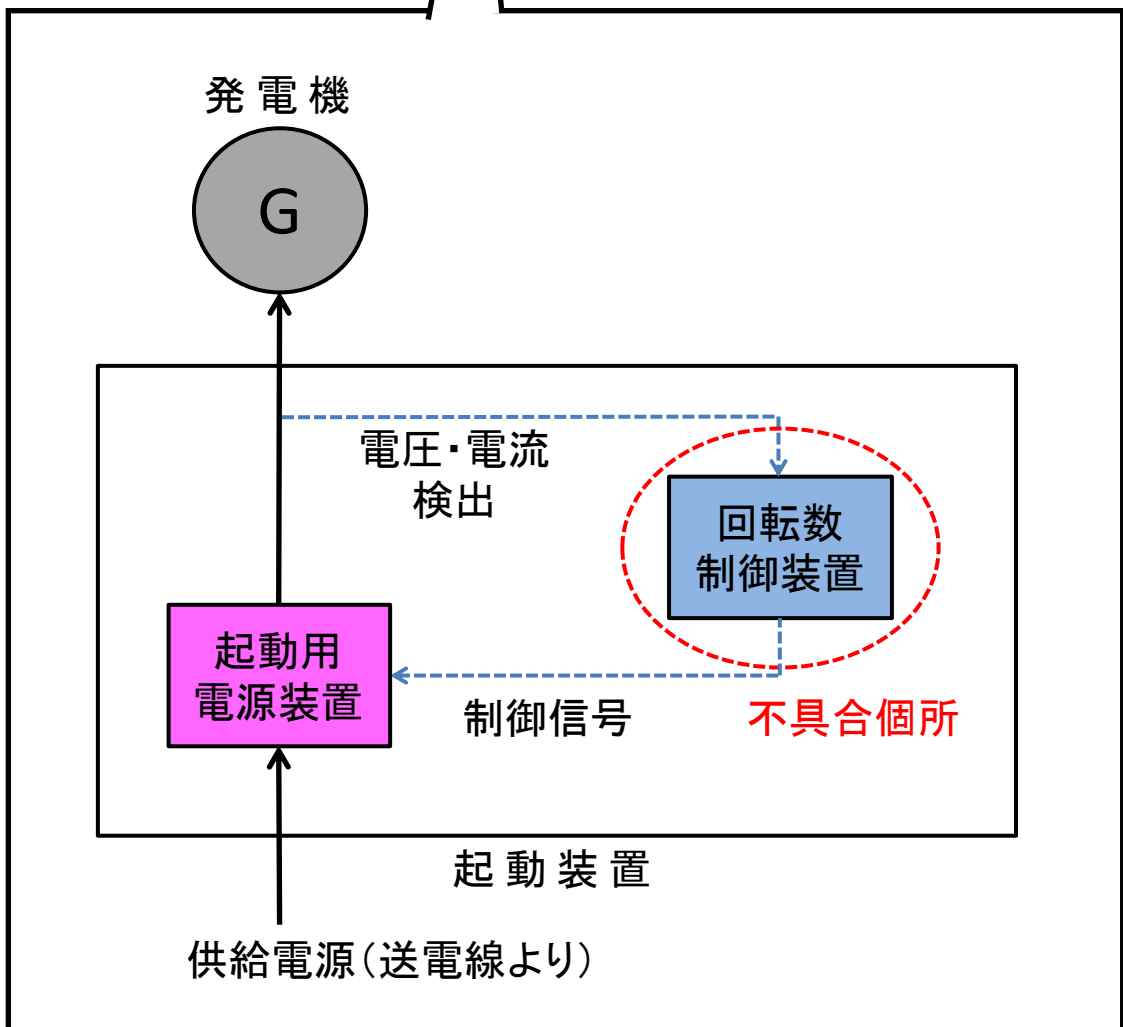 発電機
G
電圧・電流
検出
回転数
制御装置
起動用
電源装置
制御信号
不具合個所
起動装置
供給電源(送電線より)